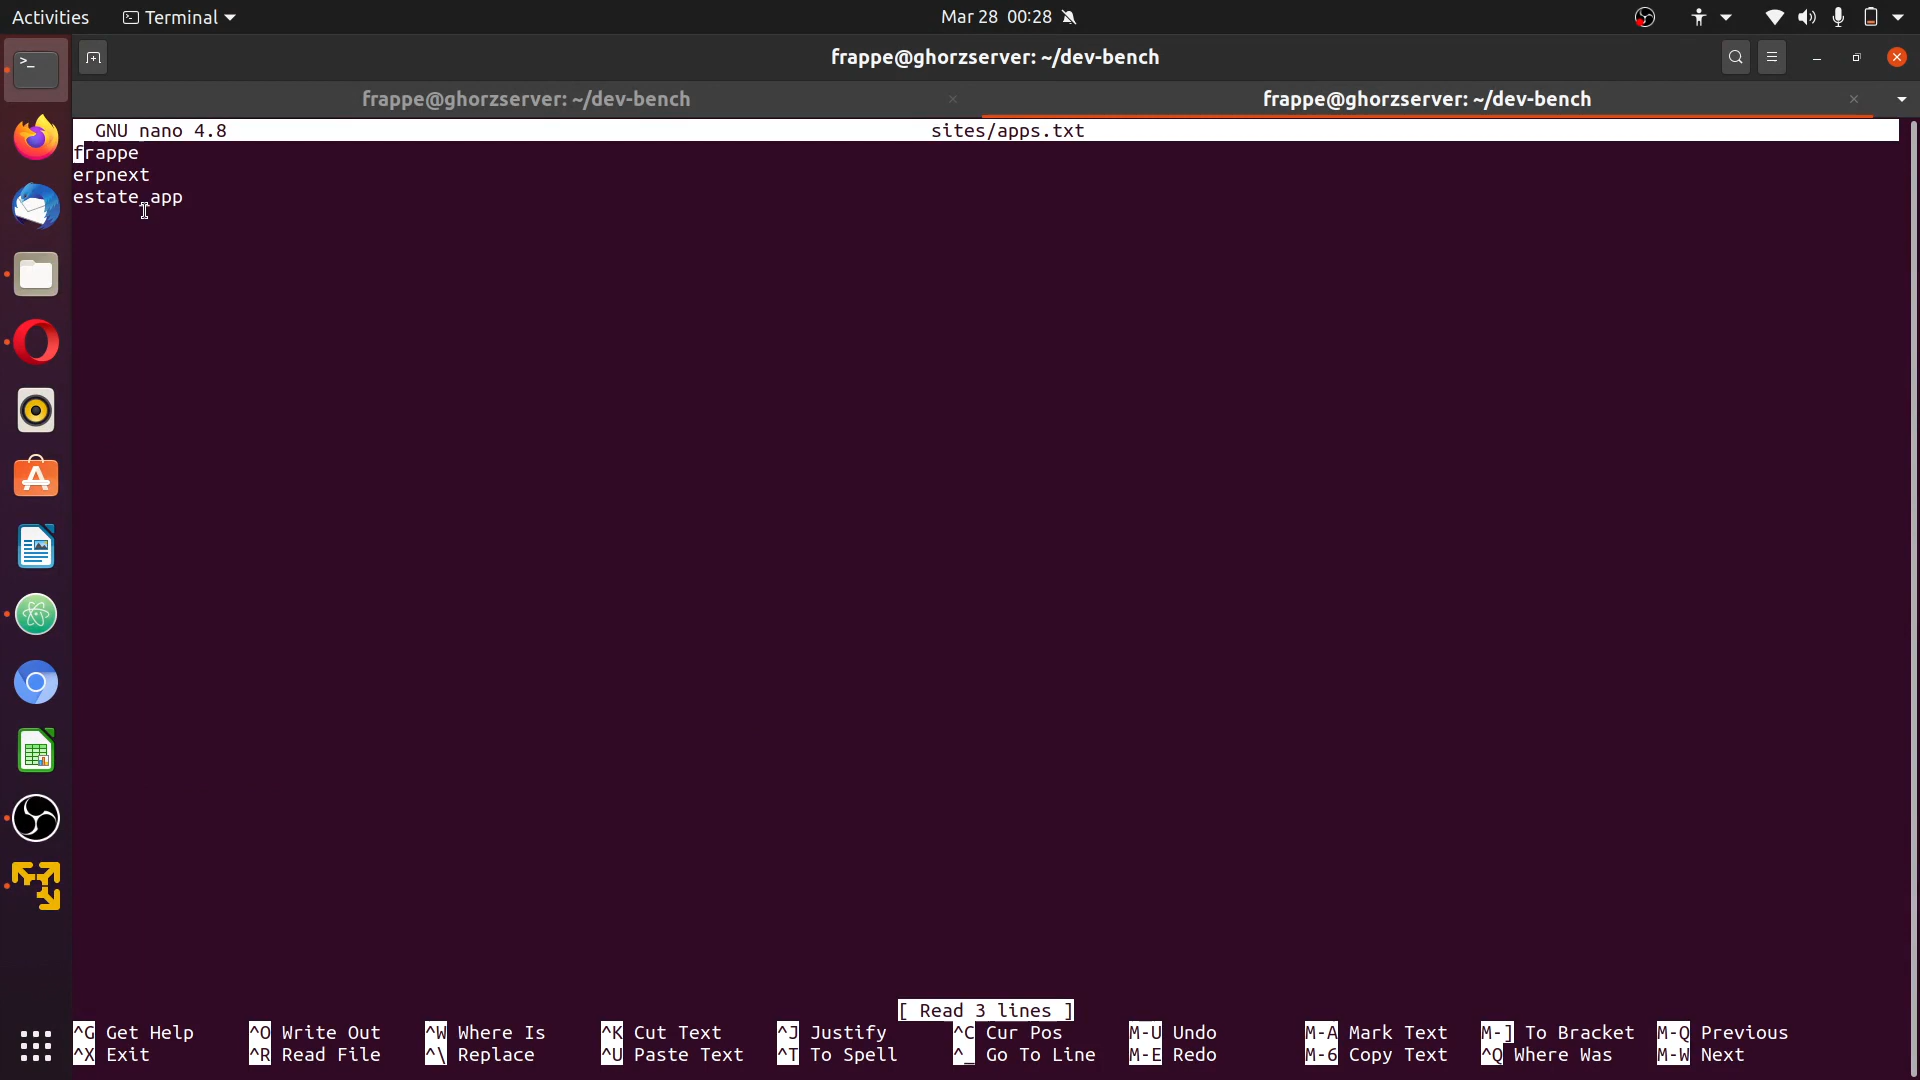 Activities Terminal Mar 28 00:28
frappe@ghorzserver: ~/dev-bench
frappe@ghorzserver: ~/dev-bench × frappe@ghorzserver: ~/dev-bench ×
GNU nano 4.8 sites/apps.txt
frappe
erpnext
estate_app
[ Read 3 lines ]
^G Get Help ^O Write Out ^W Where Is ^K Cut Text ^J Justify ^C Cur Pos M-U Undo M-A Mark Text M-] To Bracket M-Q Previous
^X Exit ^R Read File ^\ Replace ^U Paste Text ^T To Spell ^_ Go To Line M-E Redo M-6 Copy Text ^Q Where Was M-W Next